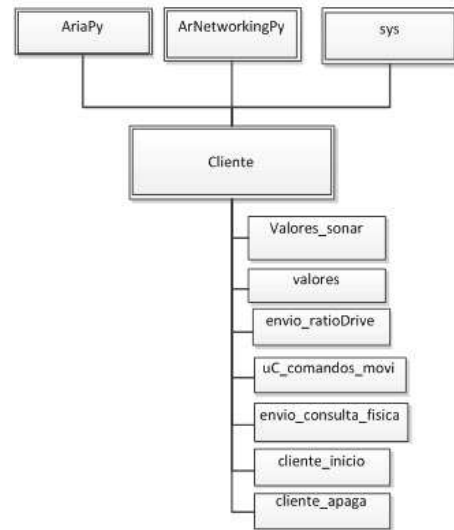 AriaPy
ArNetworkingPy
sys
Cliente
Valores_sonar
valores
envio_ratioDrive
uC_comandos_movi
envio_consulta_fisica
cliente_inicio
cliente_apaga